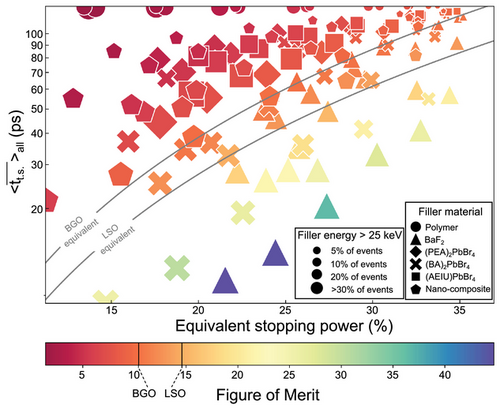 <t̄_t.s.>_all (ps)
100
90
80
70
60
50
40
30
20
BGO
equivalent
LSO
equivalent
Filler energy > 25 keV
5% of events
10% of events
20% of events
>30% of events
Filler material
Polymer
BaF₂
(PEA)₂PbBr₄
(BA)₂PbBr₄
(AEIU)PbBr₄
Nano-composite
15 20 25 30 35
Equivalent stopping power (%)
5 10 15 20 25 30 35 40
BGO LSO
Figure of Merit